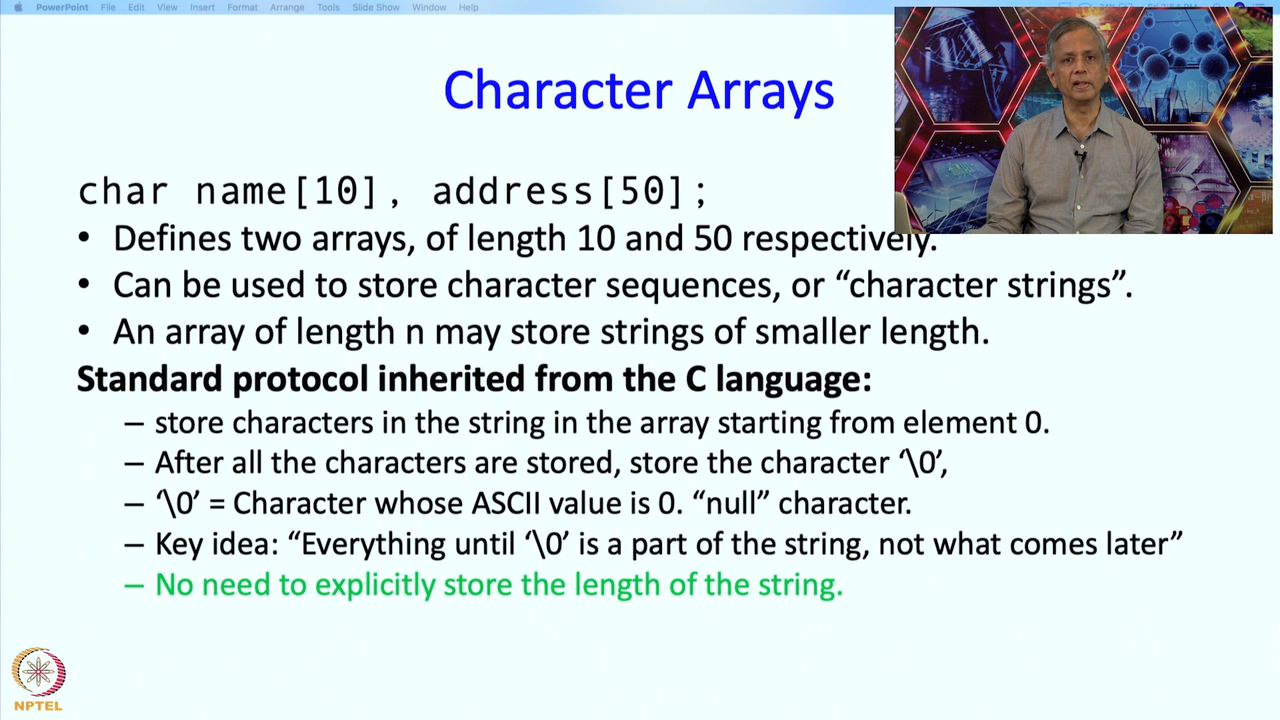 PowerPoint File Edit View Insert Format Arrange Tools Slide Show Window Help
Character Arrays
char name[10], address[50];
• Defines two arrays, of length 10 and 50 respectively.
• Can be used to store character sequences, or “character strings”.
• An array of length n may store strings of smaller length.
Standard protocol inherited from the C language:
– store characters in the string in the array starting from element 0.
– After all the characters are stored, store the character ‘\0’,
– ‘\0’ = Character whose ASCII value is 0. “null” character.
– Key idea: “Everything until ‘\0’ is a part of the string, not what comes later”
– No need to explicitly store the length of the string.
NPTEL